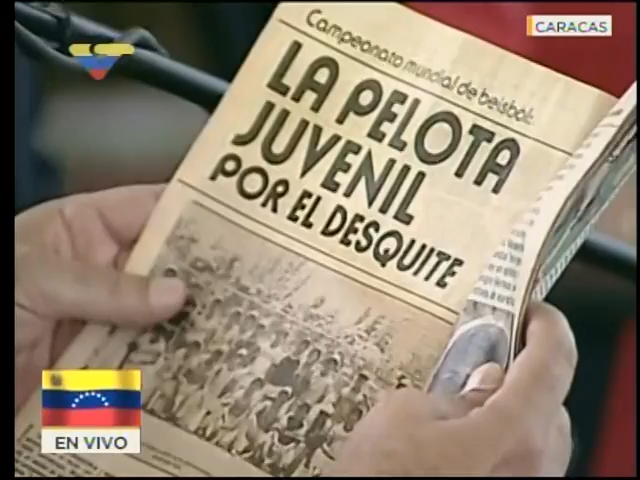 CARACAS
Campeonato mundial de beisbol:
LA PELOTA
JUVENIL
POR EL DESQUITE
EN VIVO